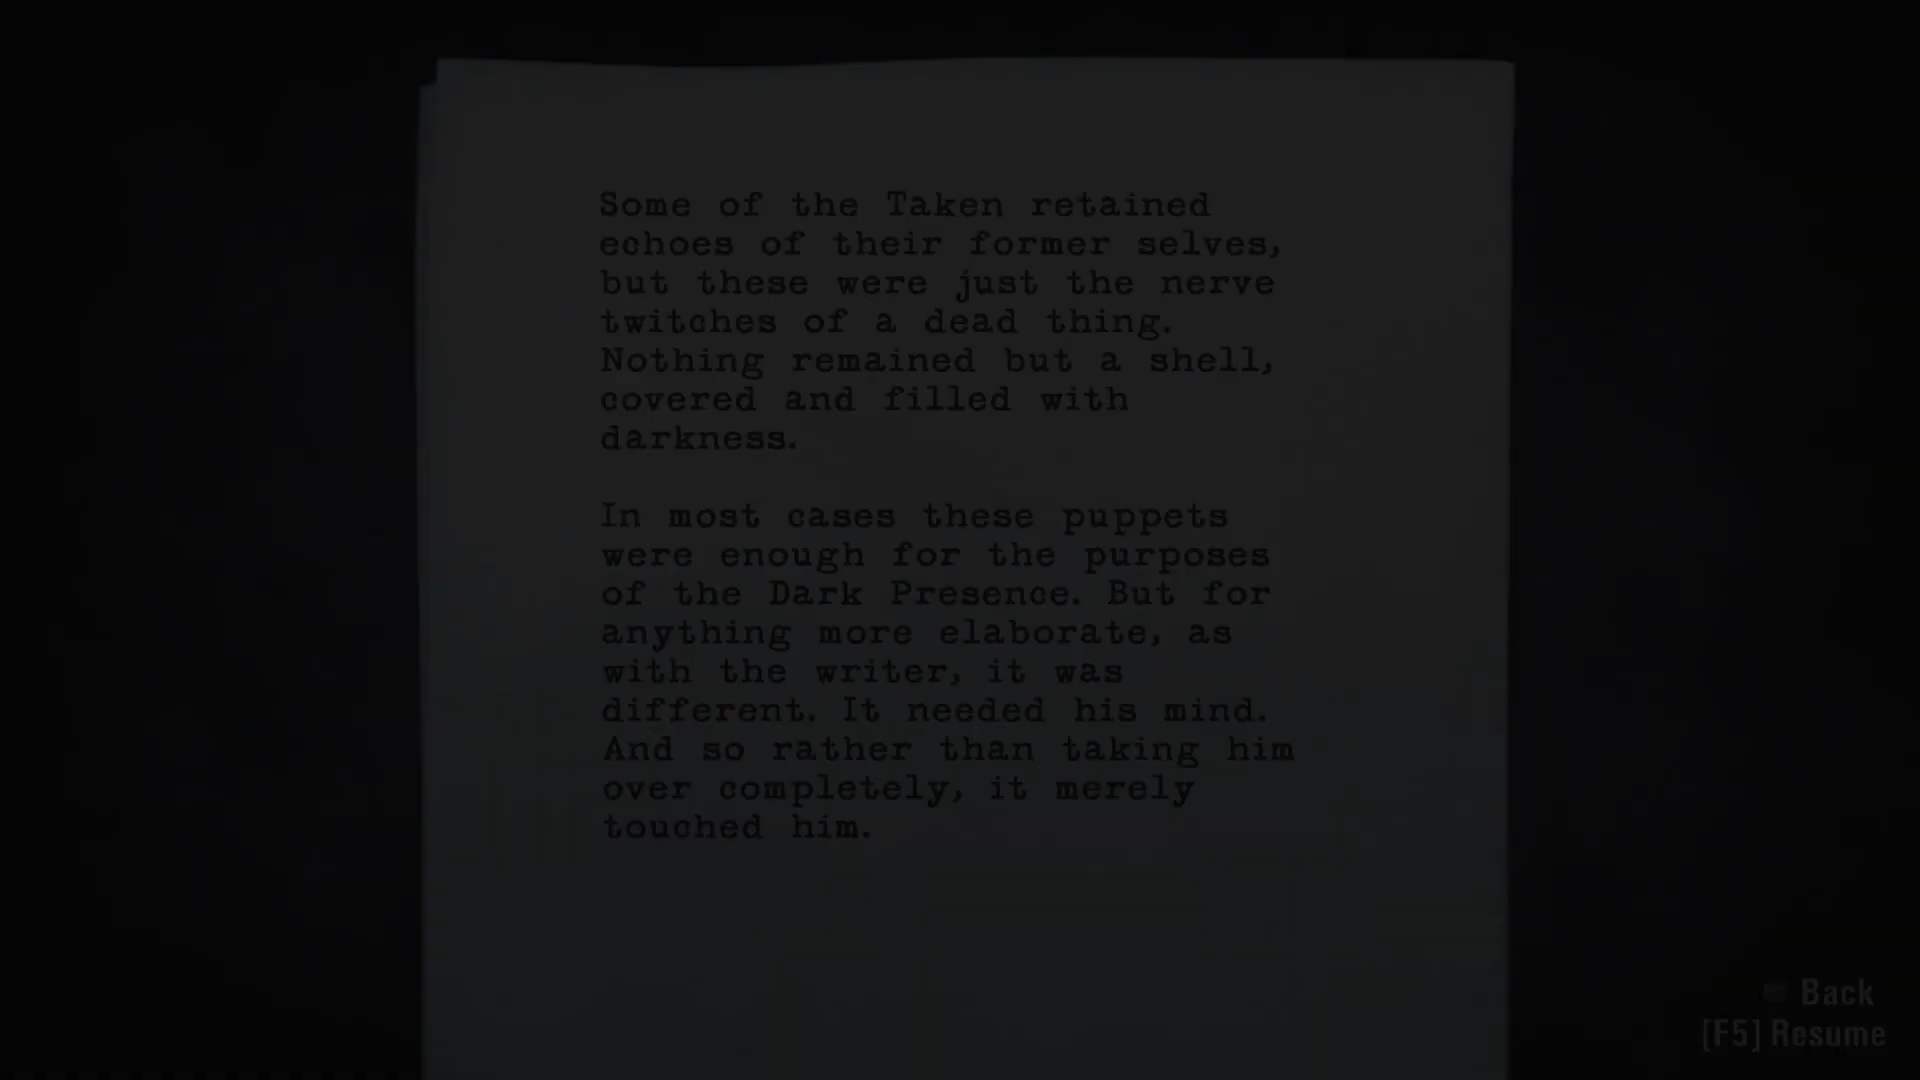 Some of the Taken retained
echoes of their former selves,
but these were just the nerve
twitches of a dead thing.
Nothing remained but a shell,
covered and filled with
darkness.
In most cases these puppets
were enough for the purposes
of the Dark Presence. But for
anything more elaborate, as
with the writer, it was
different. It needed his mind.
And so rather than taking him
over completely, it merely
touched him.
Back
[F5] Resume